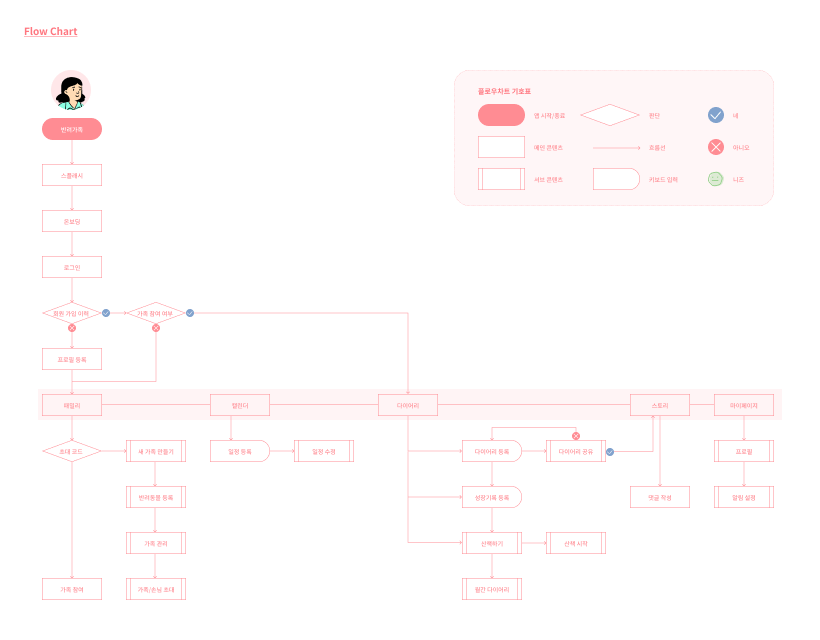 Flow Chart
플로우차트 기호표
앱 시작/종료
판단
네
메인 콘텐츠
흐름선
아니요
서브 콘텐츠
키보드 입력
니즈
반려가족
스플래시
온보딩
로그인
회원 가입 이력
가족 참여 여부
프로필 등록
패밀리
캘린더
다이어리
스토리
마이페이지
초대 코드
새 가족 만들기
일정 등록
일정 수정
다이어리 등록
다이어리 공유
프로필
반려동물 등록
성장기록 등록
댓글 작성
알림 설정
가족 관리
산책하기
산책 시작
가족 참여
가족/손님 초대
월간 다이어리